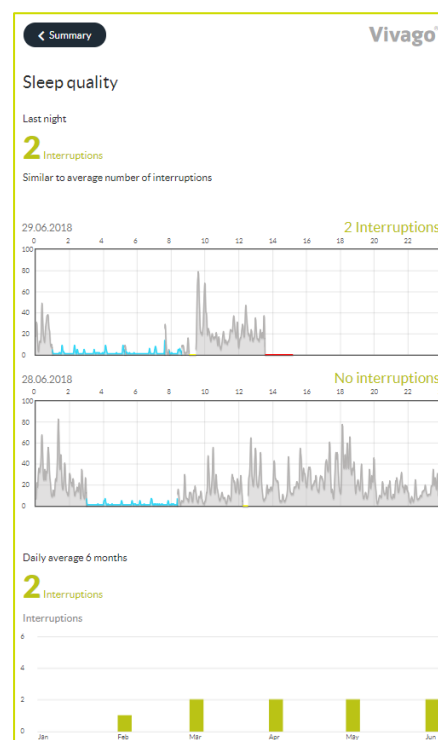 Summary
Vivago®
Sleep quality
Last night
2 Interruptions
Similar to average number of interruptions
29.06.2018 2 Interruptions
0 2 4 6 8 10 12 14 16 18 20 22
100
80
60
40
20
0
28.06.2018 No interruptions
0 2 4 6 8 10 12 14 16 18 20 22
100
80
60
40
20
0
Daily average 6 months
2 Interruptions
Interruptions
6
4
2
0
Jän Feb Mär Apr Mäy Jun